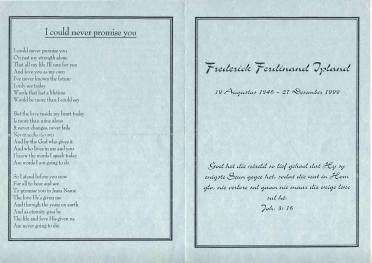 I could never promise you
I could never promise you
On just my strength alone
That all my life I'll care for you
And love you as my own
I've never known the future
I only see today
Words that last a lifetime
Would be more than I could say
But the love inside my heart today
Is more than mine alone
It never changes, never fails
Never
And by the God who gives it
And who lives in me and you
I know the words I speak today
Are words I am going to do
So I stand before you now
For all to hear and see
To promise you in Jesus Name
The love He's given me
And through the years on earth
And as eternity goes by
The life and love He's given us
Are never going to die
Frederick Ferdinand Ipland
19 Augustus 1946 - 27 Desember 1999
God het die wêreld so lief gehad dat Hy sy
enigste Seun gegee het, sodat die wat in Hom
glo, nie verlore sal gaan nie maar die ewige lewe
sal hê.
Joh. 3: 16